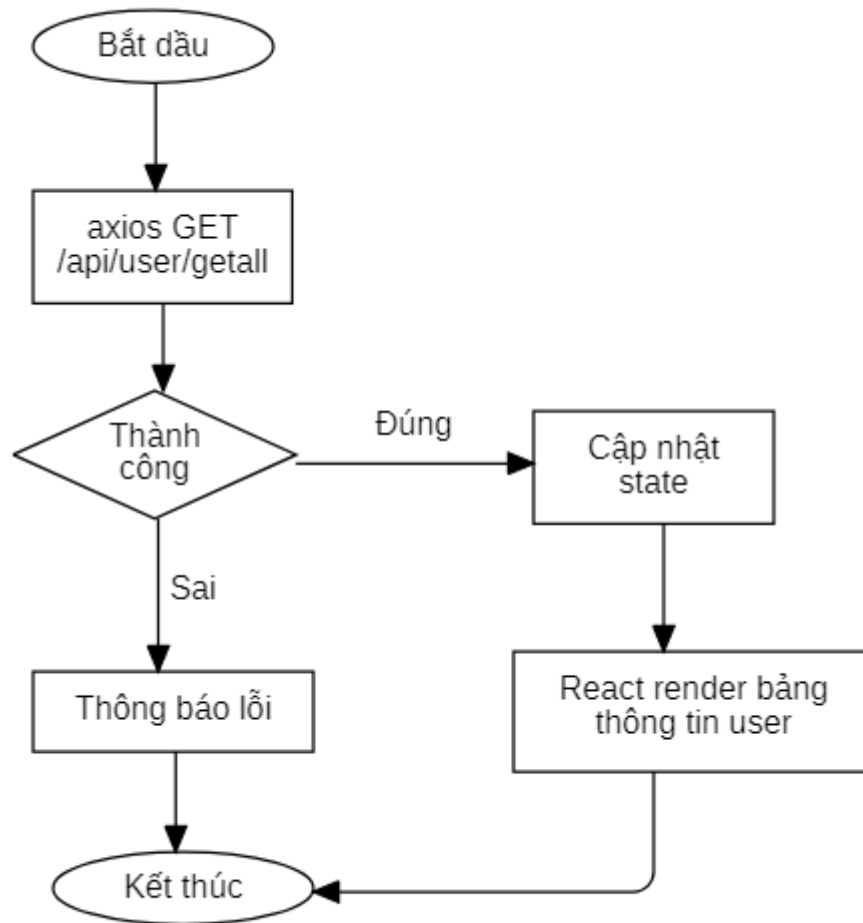 Bắt dầu
axios GET
/api/user/getall
Thành
công
Đúng
Cập nhật
state
Sai
React render bảng
thông tin user
Thông báo lỗi
Kết thúc